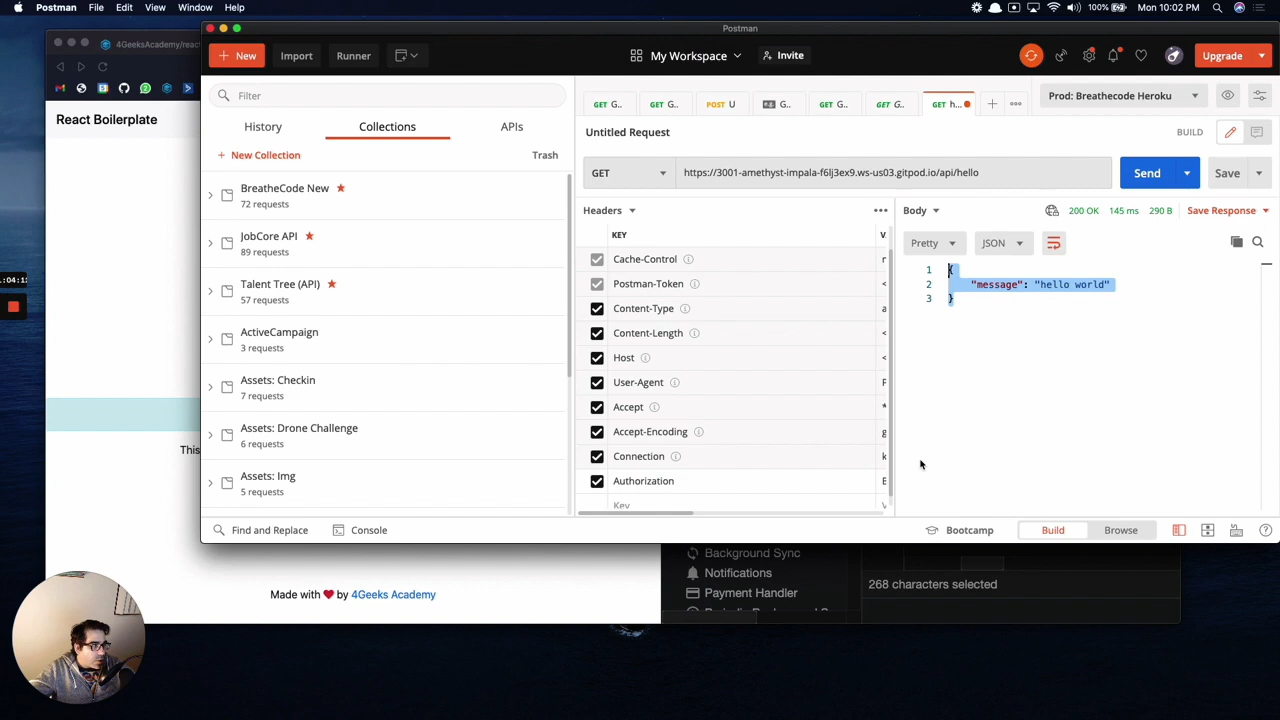 Postman File Edit View Window Help
100% Mon 10:02 PM
Postman
4GeeksAcademy/reac
New Import Runner My Workspace Invite Upgrade
React Boilerplate
Filter
History Collections APIs
+ New Collection Trash
BreatheCode New
72 requests
JobCore API
89 requests
Talent Tree (API)
57 requests
ActiveCampaign
3 requests
Assets: Checkin
7 requests
Assets: Drone Challenge
6 requests
Assets: Img
5 requests
GET G.. GET G.. POST U G.. GET G.. GET G.. GET h... Prod: Breathecode Heroku
Untitled Request BUILD
GET https://3001-amethyst-impala-f6lj3ex9.ws-us03.gitpod.io/api/hello Send Save
Headers
KEY V
Cache-Control
Postman-Token
Content-Type
Content-Length
Host
User-Agent
Accept
Accept-Encoding
Connection
Authorization
Key
Body 200 OK 145 ms 290 B Save Response
Pretty JSON
1 {
2 "message": "hello world"
3 }
:04:1
This
Find and Replace Console Bootcamp Build Browse
Background Sync
Notifications
Payment Handler
268 characters selected
Made with ❤ by 4Geeks Academy